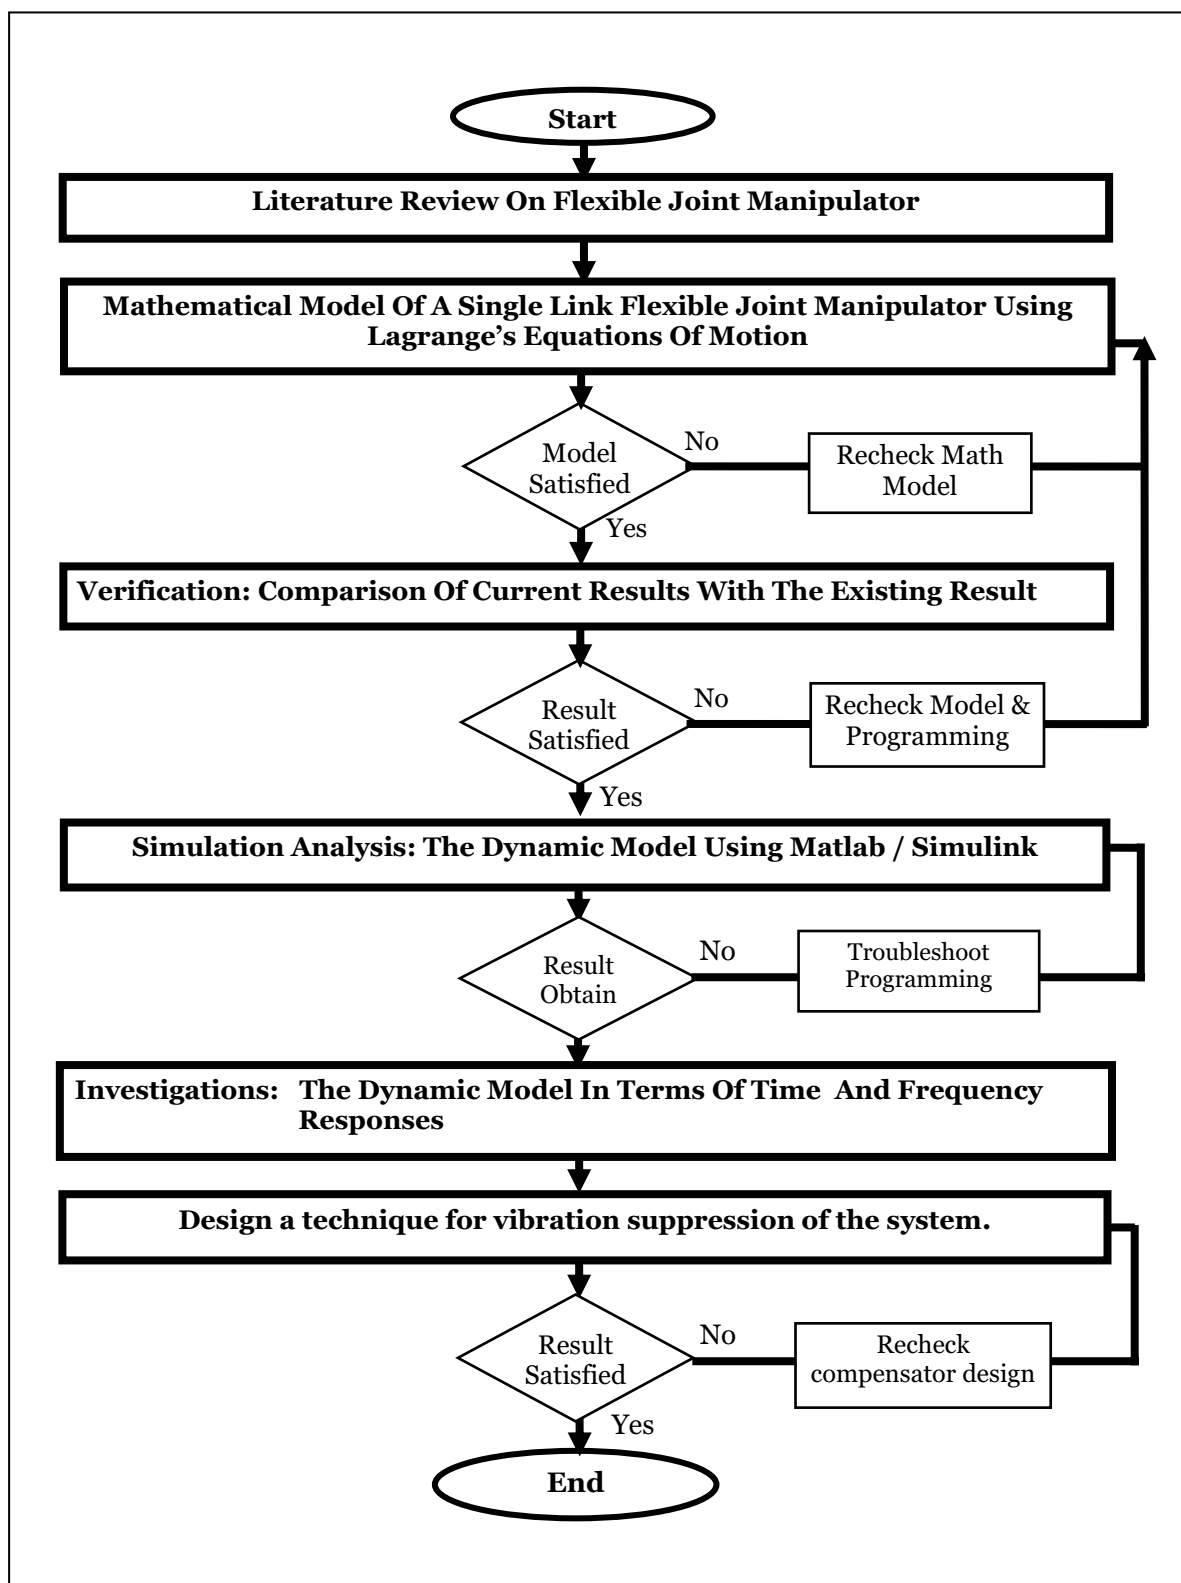 Start
Literature Review On Flexible Joint Manipulator
Mathematical Model Of A Single Link Flexible Joint Manipulator Using
Lagrange’s Equations Of Motion
Model
Satisfied
No
Recheck Math
Model
Yes
Verification: Comparison Of Current Results With The Existing Result
Result
Satisfied
No
Recheck Model &
Programming
Yes
Simulation Analysis: The Dynamic Model Using Matlab / Simulink
Result
Obtain
No
Troubleshoot
Programming
Investigations: The Dynamic Model In Terms Of Time And Frequency
Responses
Design a technique for vibration suppression of the system.
Result
Satisfied
No
Recheck
compensator design
Yes
End